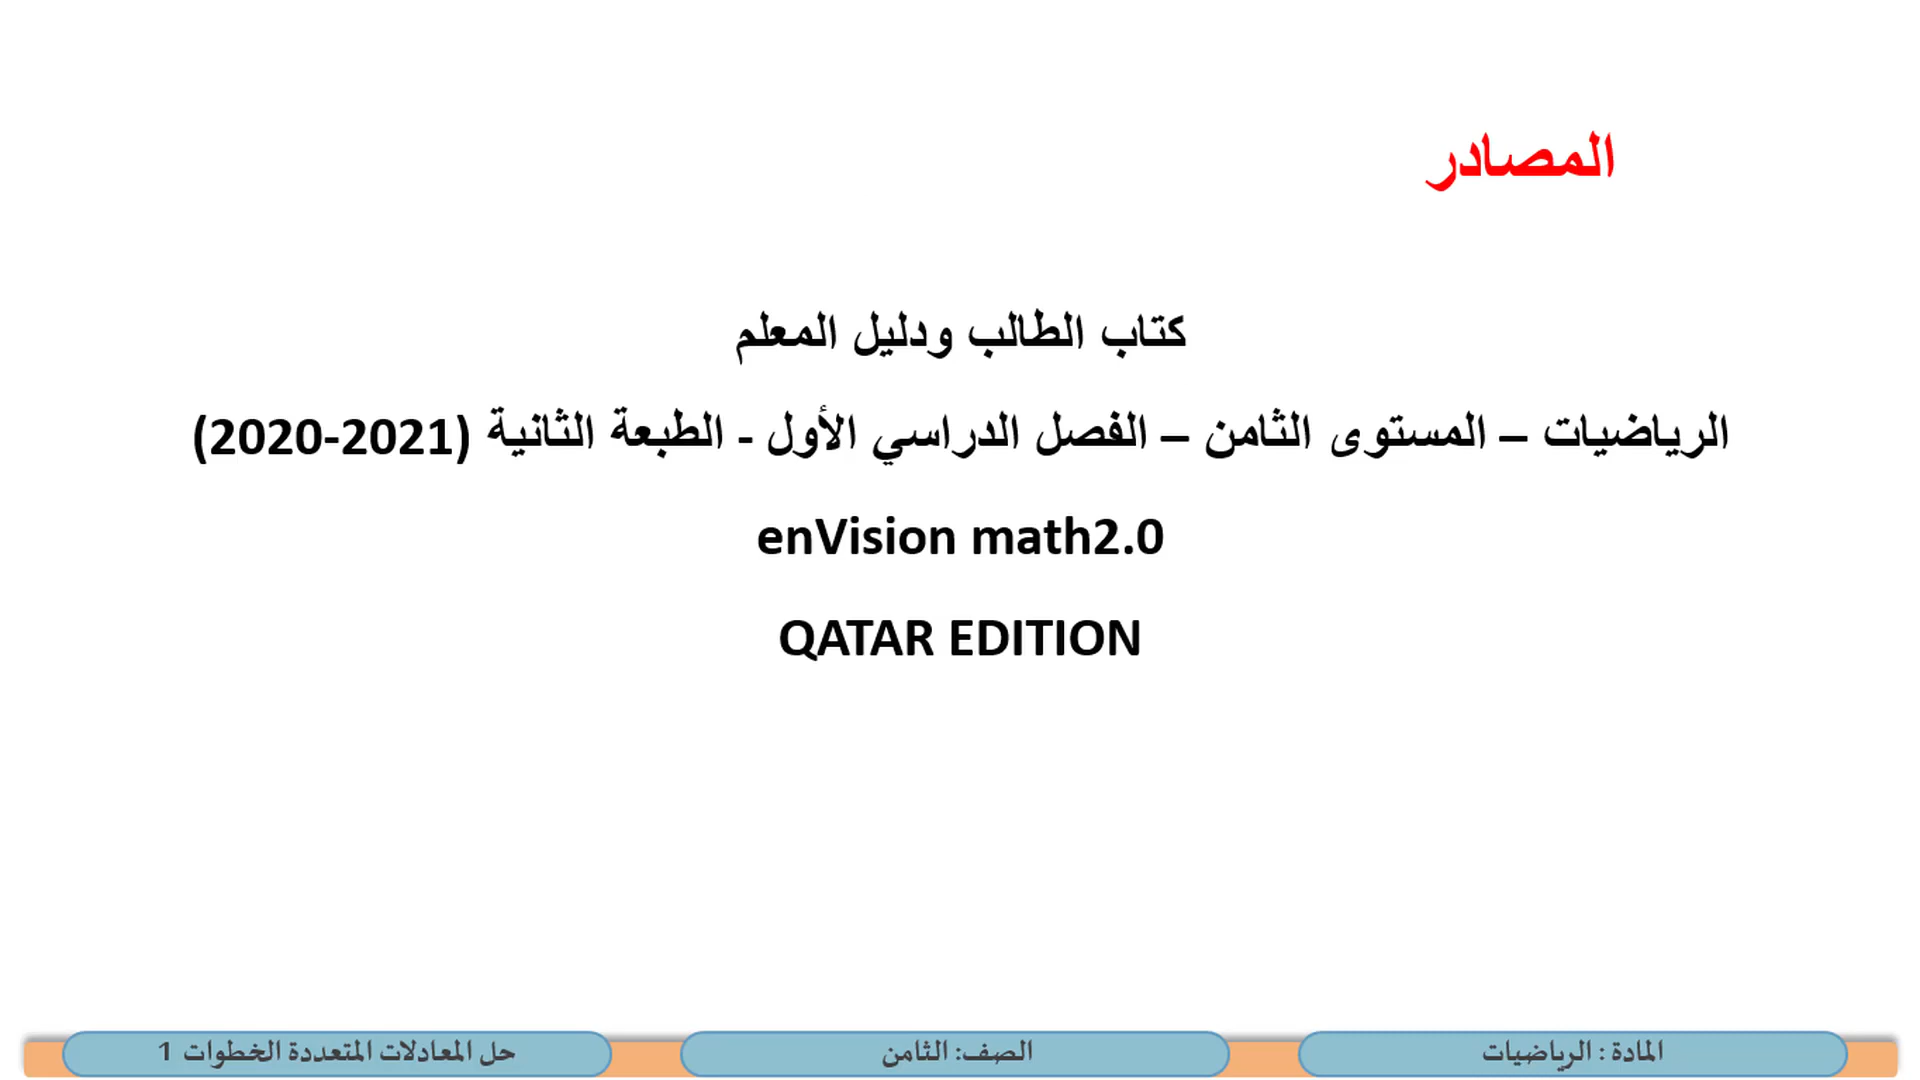 المصادر
كتاب الطالب ودليل المعلم
الرياضيات – المستوى الثامن – الفصل الدراسي الأول - الطبعة الثانية (2021-2020)
enVision math2.0
QATAR EDITION
المادة : الرياضيات
الصف: الثامن
حل المعادلات المتعددة الخطوات 1